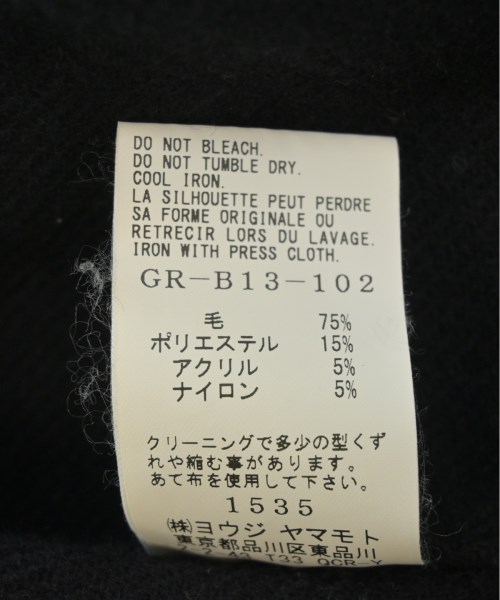 DO NOT BLEACH.
DO NOT TUMBLE DRY.
COOL IRON.
LA SILHOUETTE PEUT PERDRE
SA FORME ORIGINALE OU
RETRECIR LORS DU LAVAGE.
IRON WITH PRESS CLOTH.
GR-B13-102
毛 75%
ポリエステル 15%
アクリル 5%
ナイロン 5%
クリーニングで多少の型くず
れや縮む事があります。
あて布を使用して下さい。
1535
㈱ヨウジ ヤマモト
東京都品川区東品川
2-2-43 T33 QCR-Y